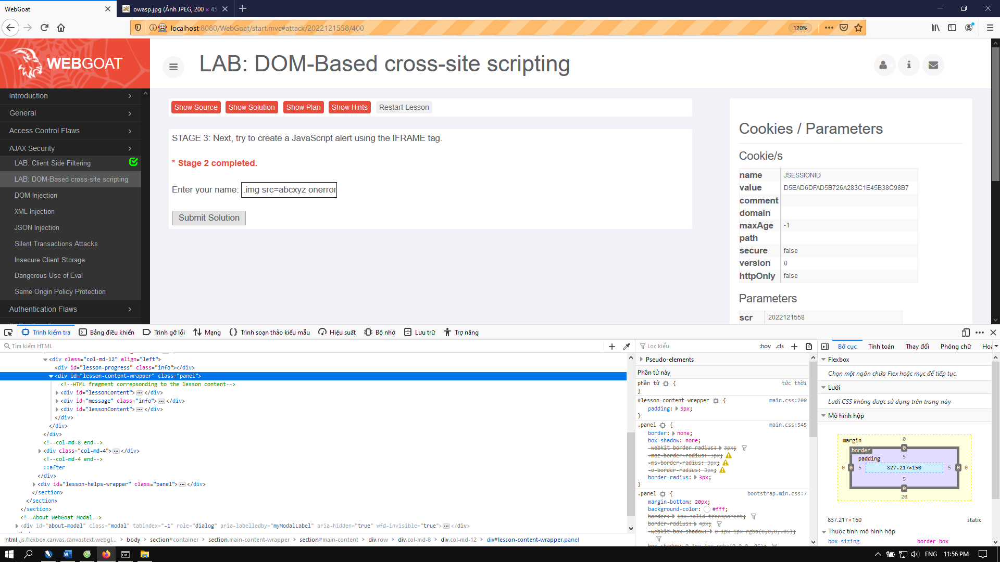 WebGoat
owasp.jpg (Ảnh JPEG, 200 × 45
localhost:8080/WebGoat/start.mvc#attack/2022121558/400
120%
WEBGOAT
LAB: DOM-Based cross-site scripting
Introduction
General
Access Control Flaws
AJAX Security
LAB: Client Side Filtering
LAB: DOM-Based cross-site scripting
DOM Injection
XML Injection
JSON Injection
Silent Transactions Attacks
Insecure Client Storage
Dangerous Use of Eval
Same Origin Policy Protection
Authentication Flaws
Show Source Show Solution Show Plan Show Hints Restart Lesson
STAGE 3: Next, try to create a JavaScript alert using the IFRAME tag.
* Stage 2 completed.
Enter your name: .img src=abcxyz onerror
Submit Solution
Cookies / Parameters
Cookie/s
name JSESSIONID
value D5EAD6DFAD5B726A283C1E45B38C98B7
comment
domain
maxAge -1
path
secure false
version 0
httpOnly false
Parameters
scr 2022121558
Trình kiểm tra Bảng điều khiển Trình gỡ lỗi Mạng Trình soạn thảo kiểu mẫu Hiệu suất Bộ nhớ Lưu trữ Trợ năng
Tìm kiếm HTML
<div class="col-md-12" align="left">
<div id="lesson-progress" class="info"></div>
<div id="lesson-content-wrapper" class="panel">
<!--HTML fragment correpsonding to the lesson content-->
<div id="lessonContent"></div>
<div id="message" class="info"></div>
<div id="lessonContent"></div>
</div>
</div>
</div>
<!--col-md-8 end-->
<div class="col-md-4"></div>
<!--col-md-4 end-->
::after
</div>
<div id="lesson-helps-wrapper" class="panel"></div>
</section>
</section>
</section>
<!--About WebGoat Modal-->
<div id="about-modal" class="modal" tabindex="-1" role="dialog" aria-labelledby="myModalLabel" aria-hidden="true" wfd-invisible="true"></div>
html.js.flexbox.canvas.canvastext.webgl... body section#container section.main-content-wrapper section#main-content div.row div.col-md-8 div.col-md-12 div#lesson-content-wrapper.panel
Lọc kiểu :hov .cls
Pseudo-elements
Phần tử này
phần tử { tức thời
}
#lesson-content-wrapper { main.css:200
padding: 5px;
}
.panel { main.css:545
border: none;
box-shadow: none;
-webkit-border-radius: 3px;
-moz-border-radius: 3px;
-ms-border-radius: 3px;
-o-border-radius: 3px;
border-radius: 3px;
}
.panel { bootstrap.min.css:7
margin-bottom: 20px;
background-color: #fff;
border: 1px solid transparent;
border-radius: 4px;
-webkit-box-shadow: 0 1px 1px rgba(0,0,0,.05);
Bố cục Tính toán Thay đổi Phông chữ Hoạ
Flexbox
Chọn một ngăn chứa Flex hoặc mục để tiếp tục.
Lưới
Lưới CSS không được sử dụng trên trang này
Mô hình hộp
margin 0
border 0
padding 5
0 0 5 827.217×150 5 0 0
5
0
20
837.217×160 static
Thuộc tính mô hình hộp
box-sizing border-box
ENG 11:56 PM